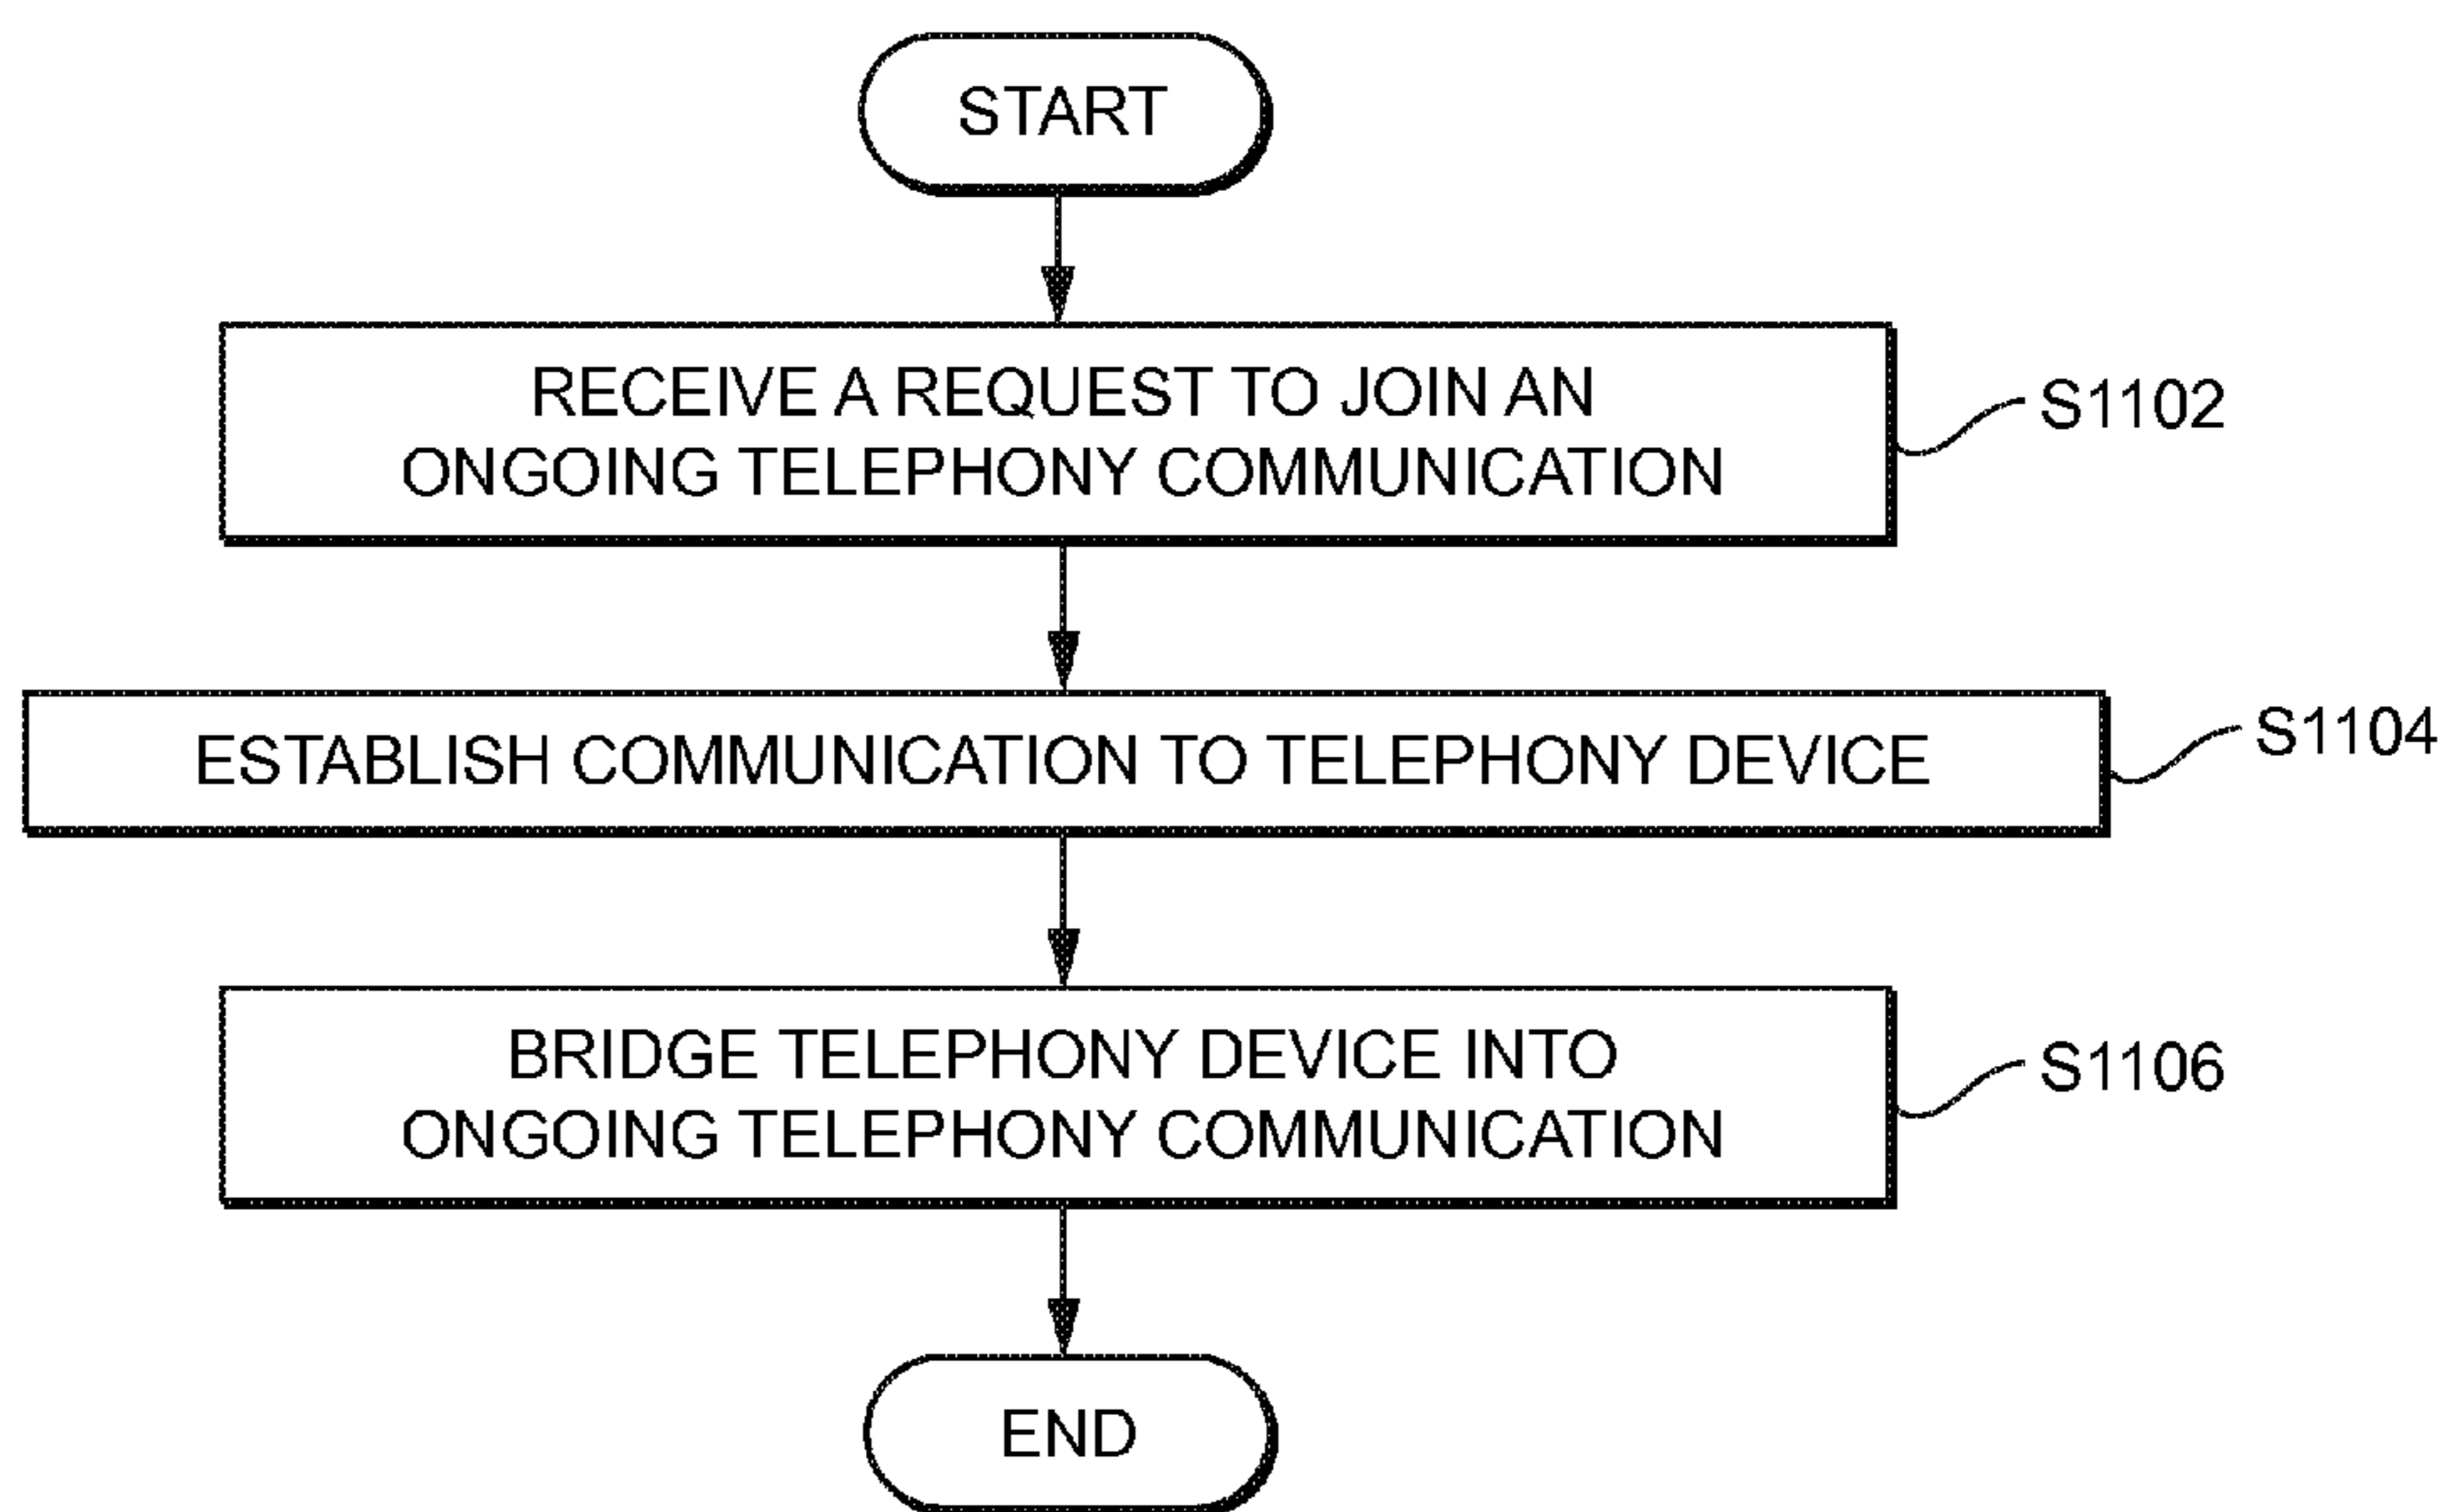 START
RECEIVE A REQUEST TO JOIN AN
ONGOING TELEPHONY COMMUNICATION
S1102
ESTABLISH COMMUNICATION TO TELEPHONY DEVICE
S1104
BRIDGE TELEPHONY DEVICE INTO
ONGOING TELEPHONY COMMUNICATION
S1106
END